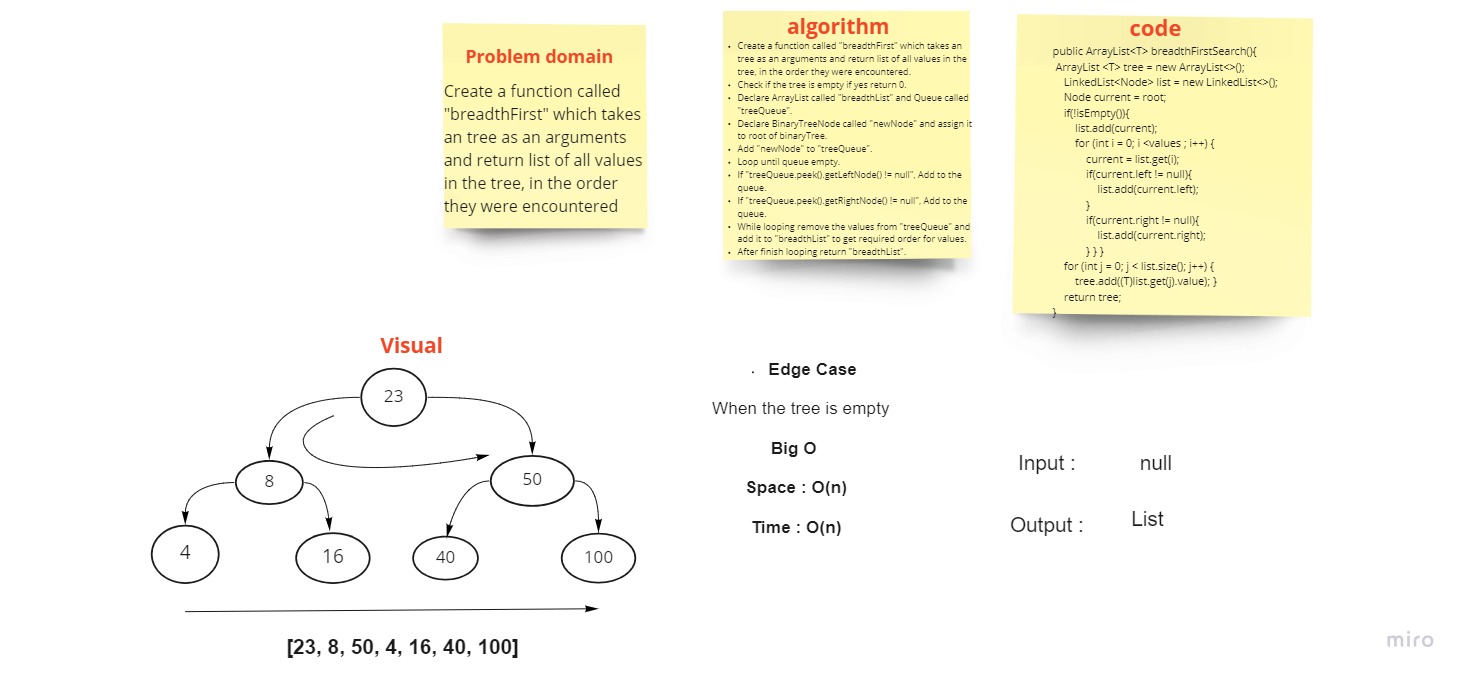 Problem domain
Create a function called
"breadthFirst" which takes
an tree as an arguments
and return list of all values
in the tree, in the order
they were encountered
algorithm
• Create a function called "breadthFirst" which takes an
tree as an arguments and return list of all values in the
tree, in the order they were encountered.
• Check if the tree is empty if yes return 0.
• Declare ArrayList called "breadthList" and Queue called
"treeQueue".
• Declare BinaryTreeNode called "newNode" and assign it
to root of binaryTree.
• Add "newNode" to "treeQueue".
• Loop until queue empty.
• If "treeQueue.peek().getLeftNode() != null", Add to the
queue.
• If "treeQueue.peek().getRightNode() != null", Add to the
queue.
• While looping remove the values from "treeQueue" and
add it to "breadthList" to get required order for values.
• After finish looping return "breadthList".
code
public ArrayList<T> breadthFirstSearch(){
ArrayList <T> tree = new ArrayList<>();
LinkedList<Node> list = new LinkedList<>();
Node current = root;
if(!isEmpty()){
list.add(current);
for (int i = 0; i <values ; i++) {
current = list.get(i);
if(current.left != null){
list.add(current.left);
}
if(current.right != null){
list.add(current.right);
} } }
for (int j = 0; j < list.size(); j++) {
tree.add((T)list.get(j).value); }
return tree;
}
Visual
23
8
50
4
16
40
100
[23, 8, 50, 4, 16, 40, 100]
. Edge Case
When the tree is empty
Big O
Space : O(n)
Time : O(n)
Input : null
Output : List
miro